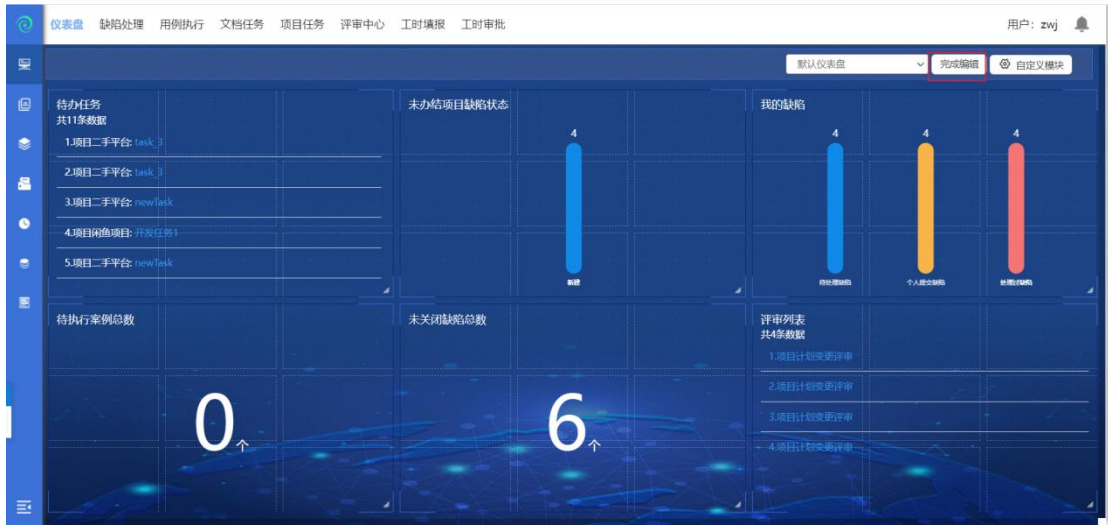 仪表盘 缺陷处理 用例执行 文档任务 项目任务 评审中心 工时填报 工时审批 用户：zwj
默认仪表盘 完成编辑 自定义模块
待办任务
共11条数据
1.项目二手平台: task_3
2.项目二手平台: task_3
3.项目二手平台: newTask
4.项目闲鱼项目: 开发任务1
5.项目二手平台: newTask
未办结项目缺陷状态
4
新建
我的缺陷
4 4 4
待处理缺陷 个人提交缺陷 处理过缺陷
待执行案例总数
0个
未关闭缺陷总数
6个
评审列表
共4条数据
1.项目计划变更评审
2.项目计划变更评审
3.项目计划变更评审
4.项目计划变更评审